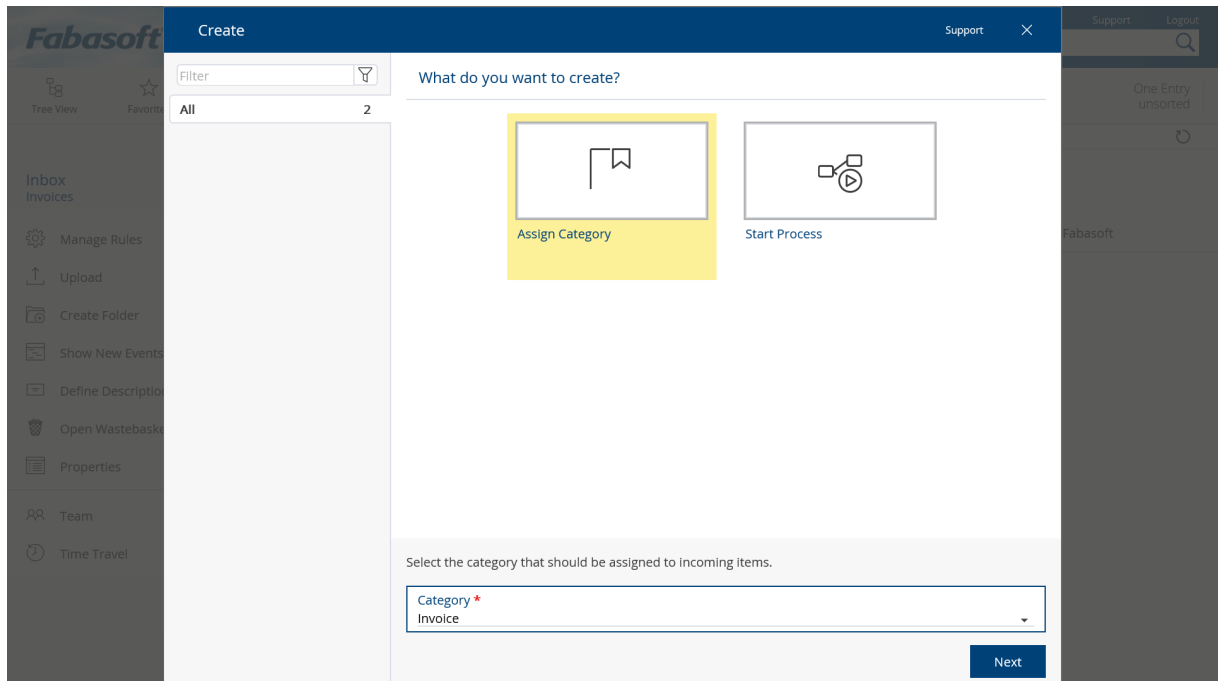 Fabasoft
Create
Support
Support
Logout
Tree View
Favorite
Filter
All 2
What do you want to create?
One Entry
unsorted
Inbox
Invoices
Manage Rules
Upload
Create Folder
Show New Events
Define Descriptio
Open Wastebaske
Properties
Team
Time Travel
Assign Category
Start Process
Fabasoft
Select the category that should be assigned to incoming items.
Category *
Invoice
Next